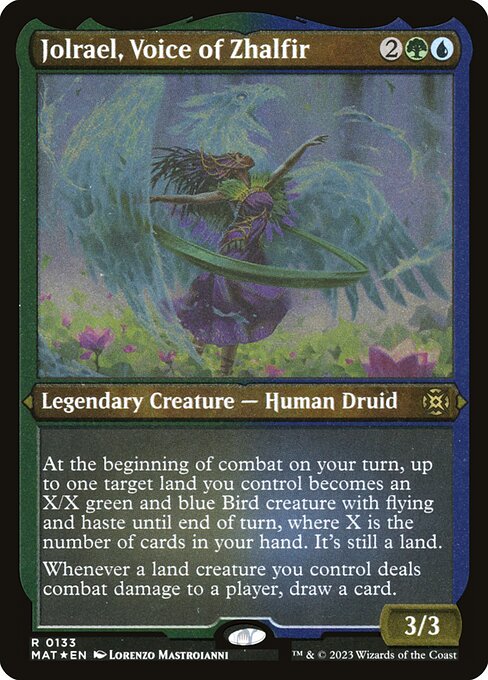 Jolrael, Voice of Zhalfir 2
Legendary Creature — Human Druid
At the beginning of combat on your turn, up
to one target land you control becomes an
X/X green and blue Bird creature with flying
and haste until end of turn, where X is the
number of cards in your hand. It's still a land.
Whenever a land creature you control deals
combat damage to a player, draw a card.
3/3
R 0133
MAT★EN Lorenzo Mastroianni
™ & © 2023 Wizards of the Coast